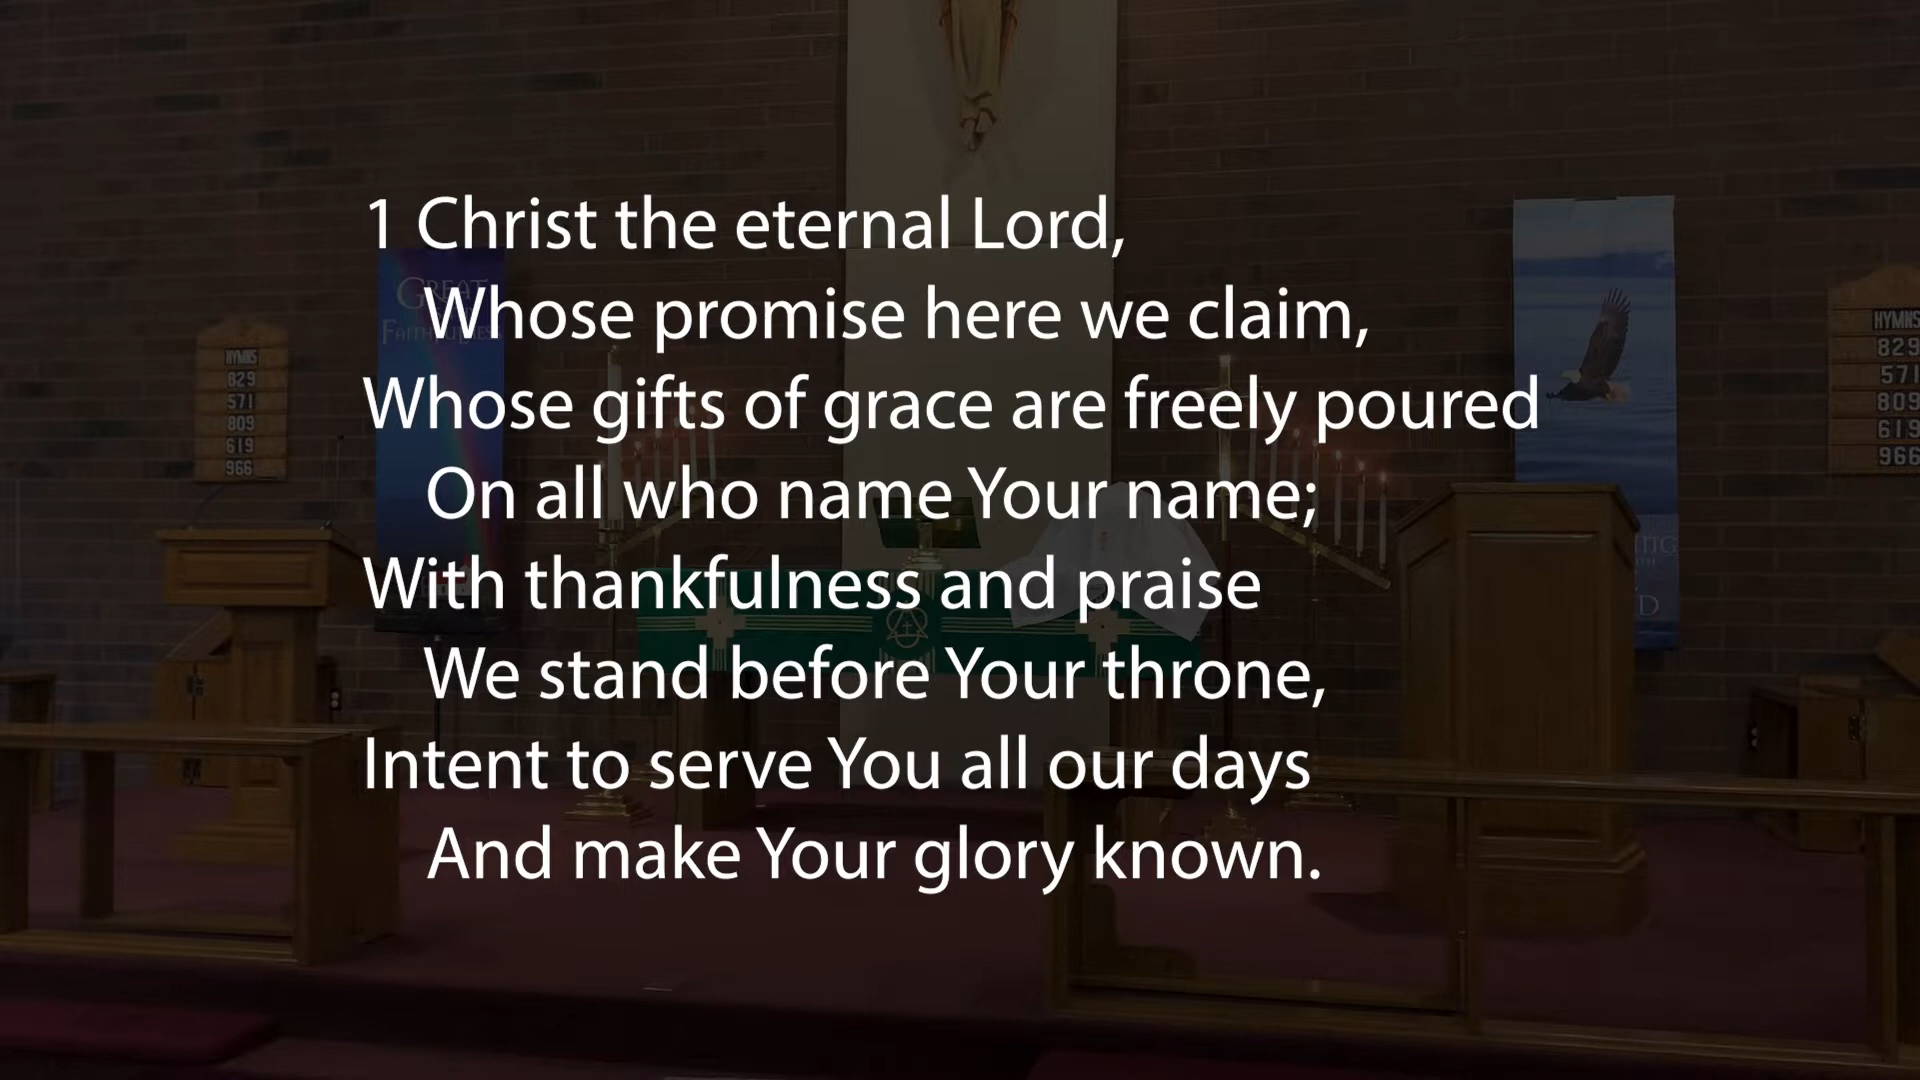 1 Christ the eternal Lord,
Whose promise here we claim,
Whose gifts of grace are freely poured
On all who name Your name;
With thankfulness and praise
We stand before Your throne,
Intent to serve You all our days
And make Your glory known.
GREAT
HYMNS
829
571
809
619
966
HYMNS
829
571
809
619
966